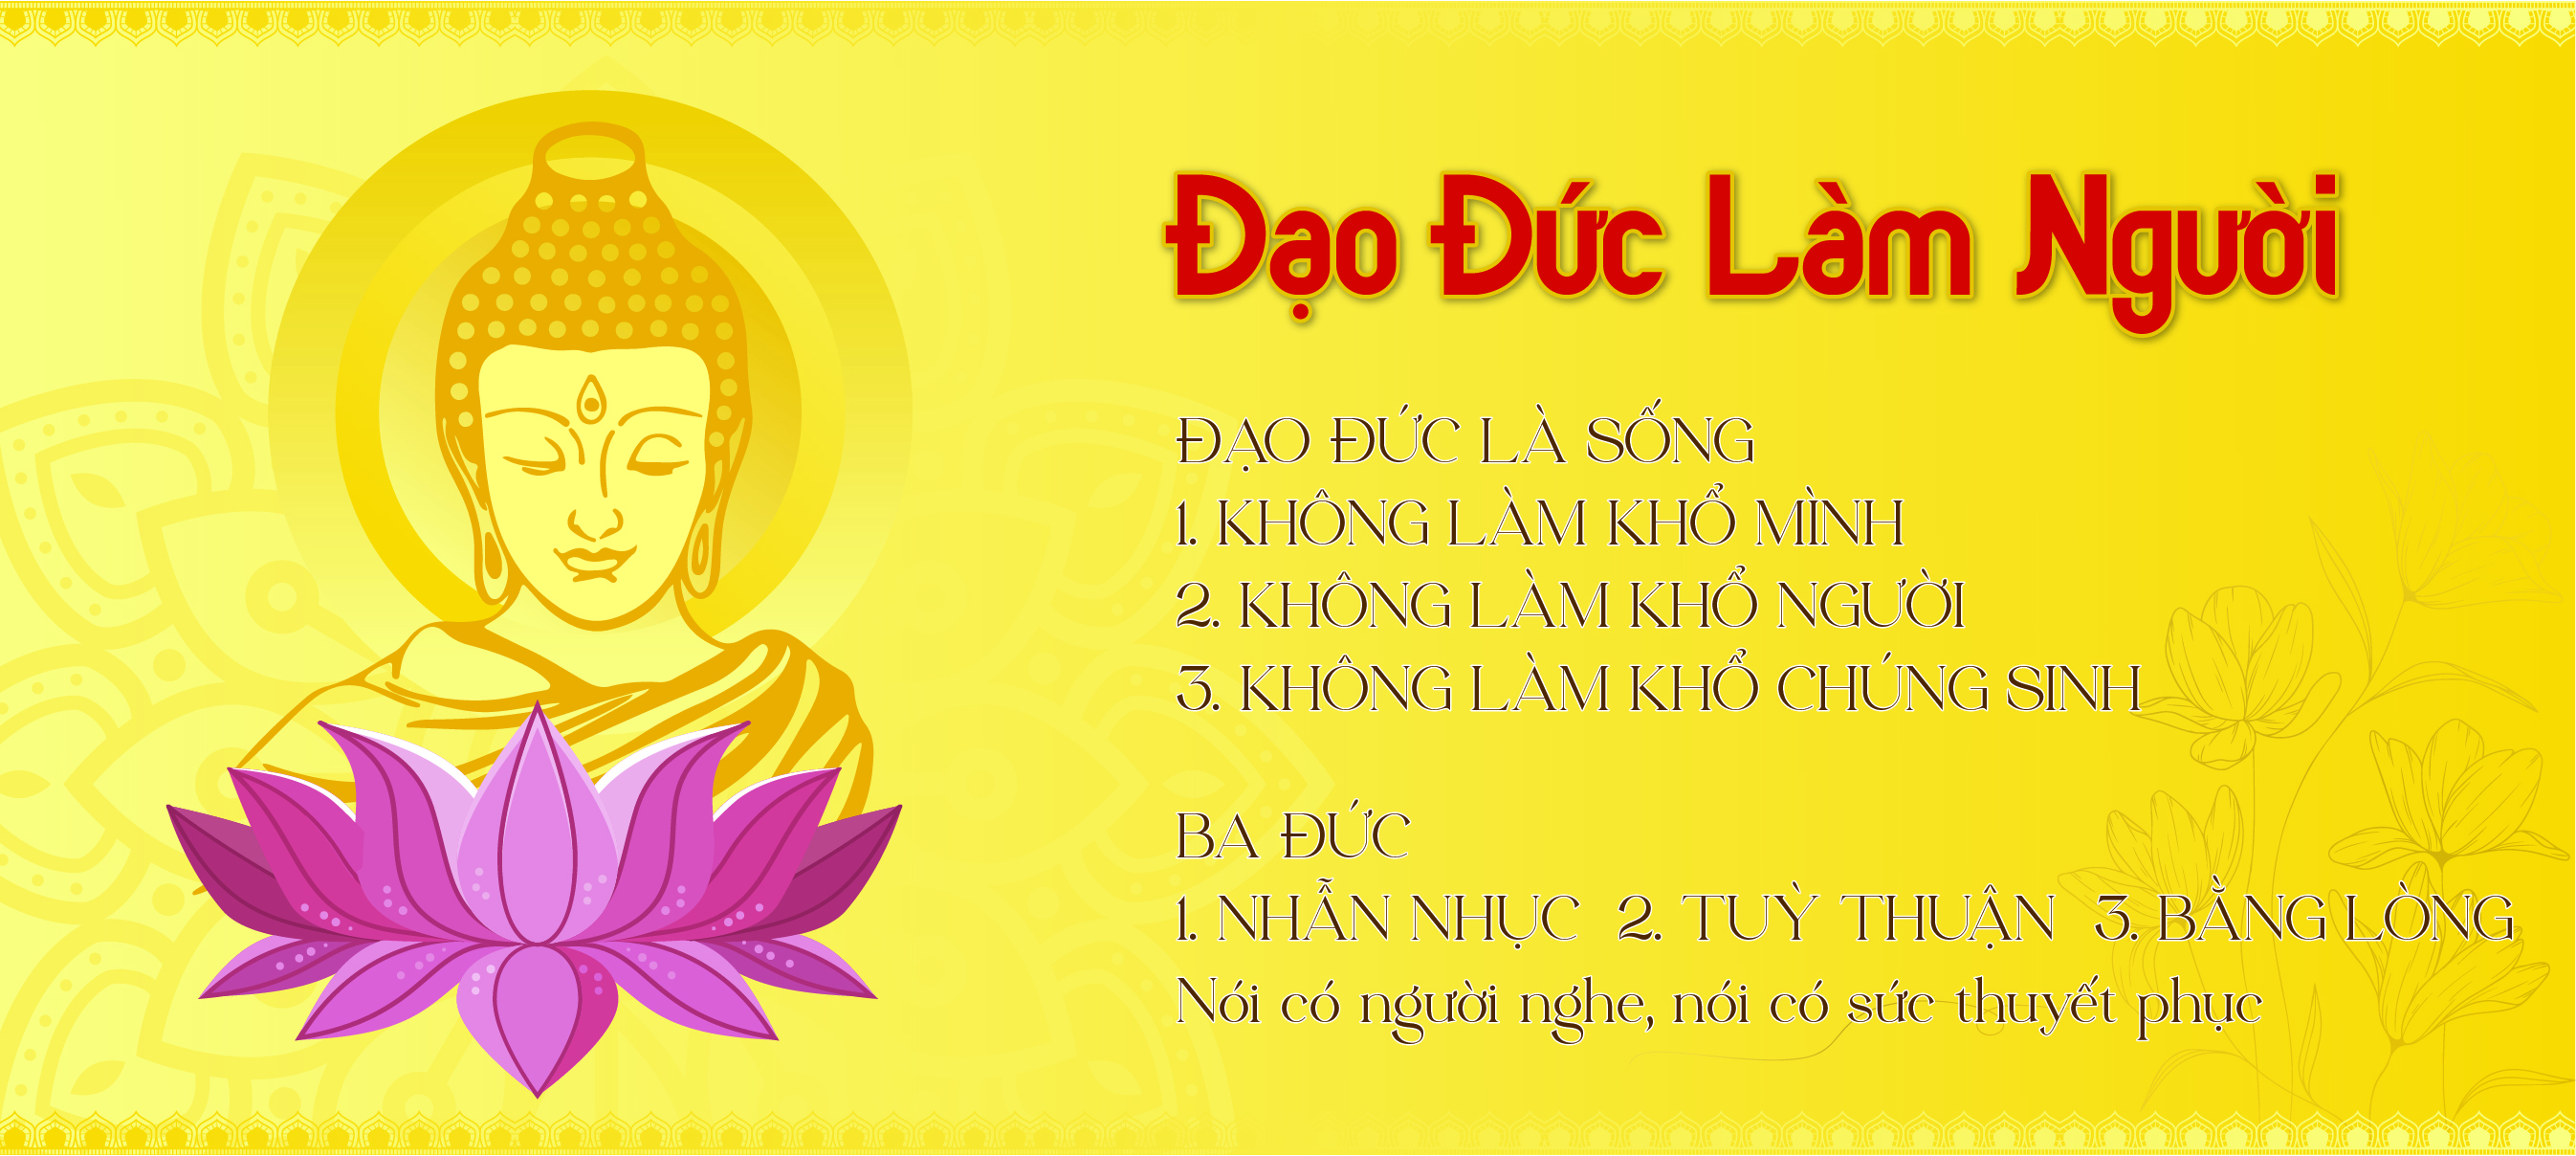 Đạo Đức Làm Người
ĐẠO ĐỨC LÀ SỐNG
1. KHÔNG LÀM KHỔ MÌNH
2. KHÔNG LÀM KHỔ NGƯỜI
3. KHÔNG LÀM KHỔ CHÚNG SINH
BA ĐỨC
1. NHẪN NHỤC 2. TUỲ THUẬN 3. BẰNG LÒNG
Nói có người nghe, nói có sức thuyết phục